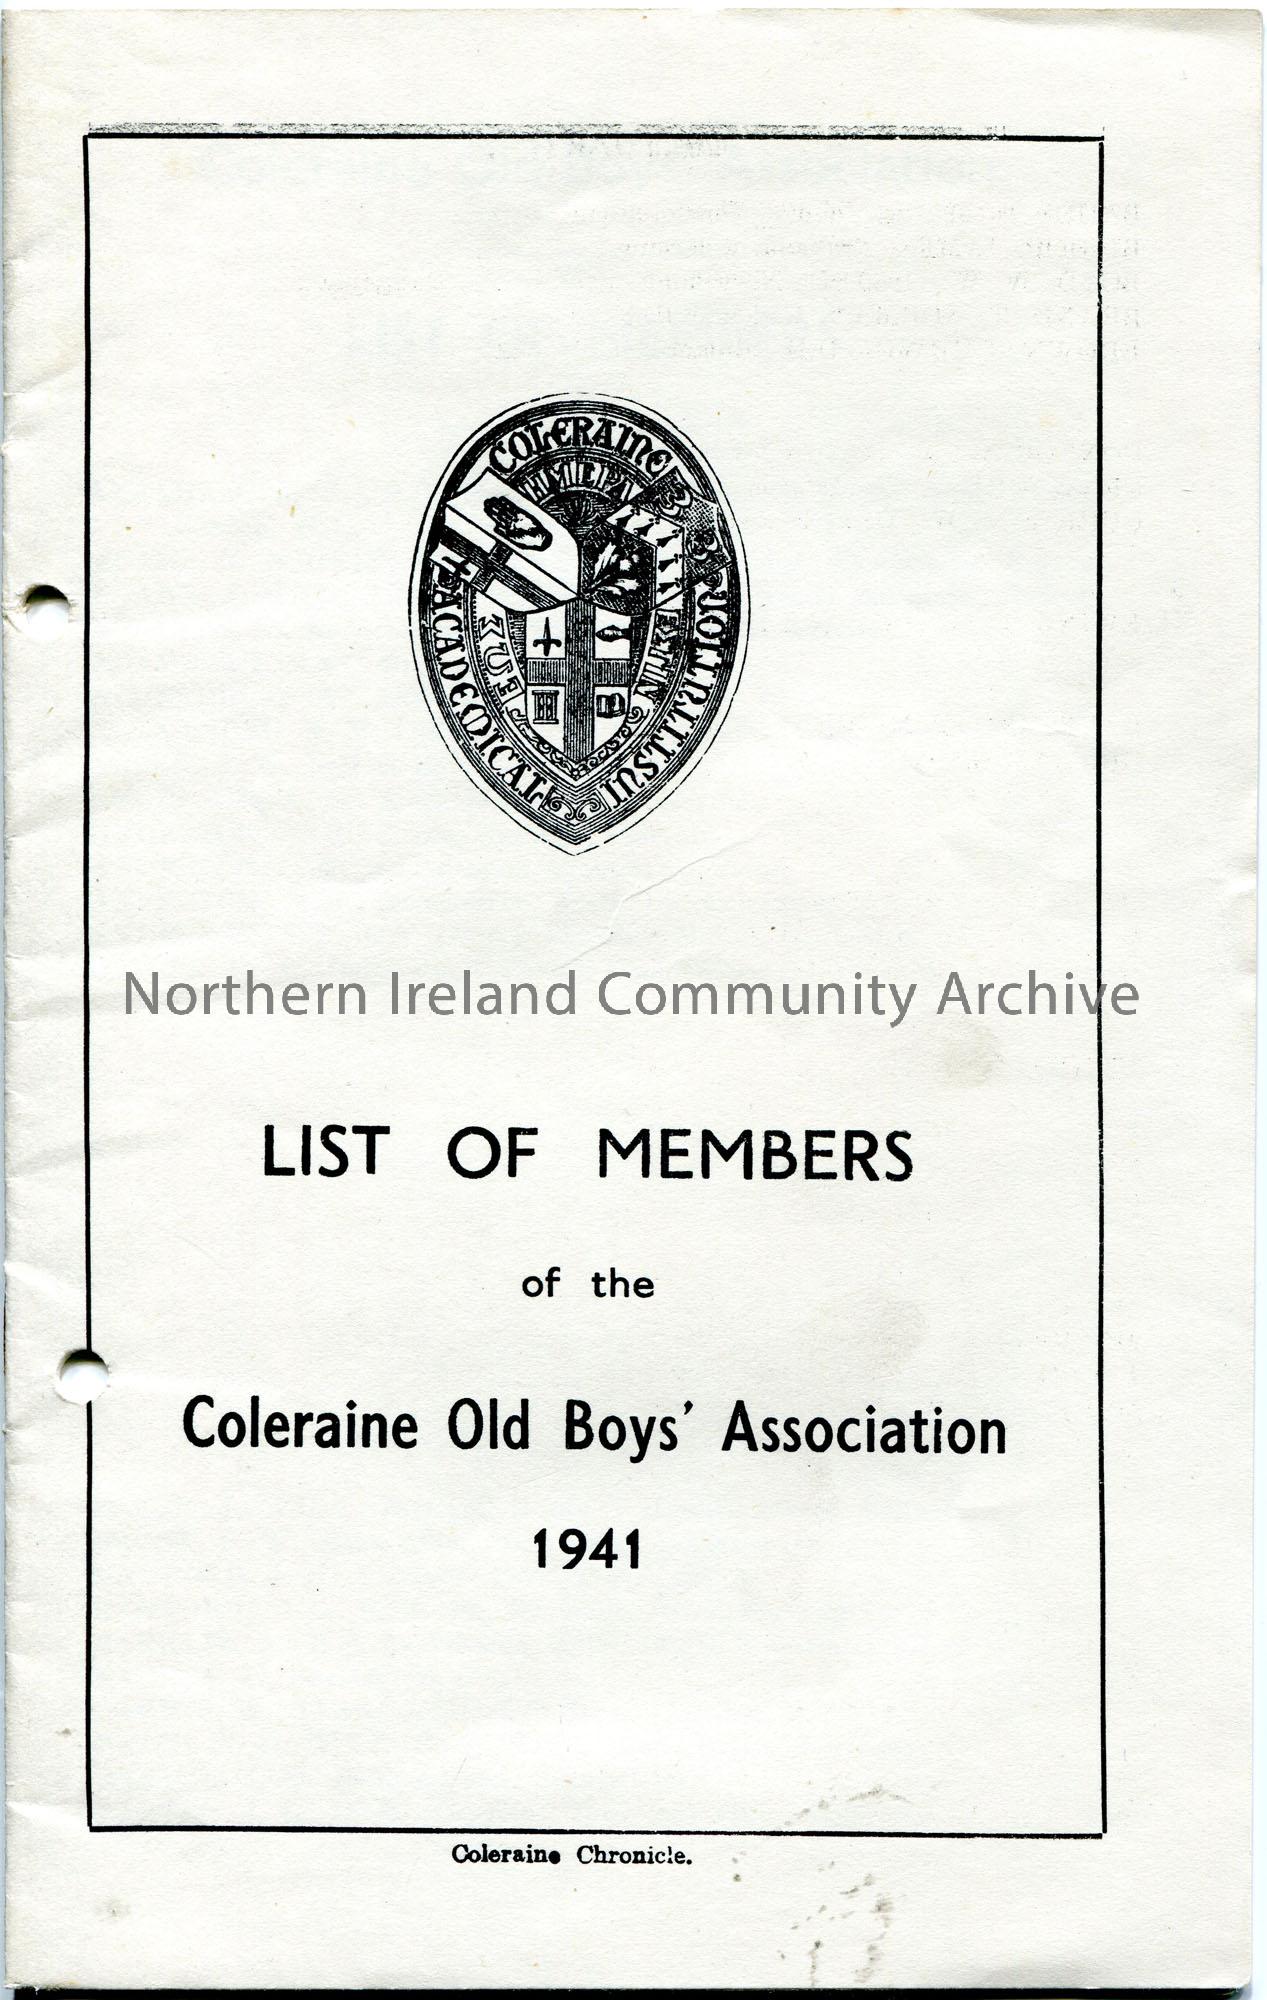 COLERAINE
ΗΜΕΡΑ
ACADEMICAL
INSTITUTION
Northern Ireland Community Archive
LIST OF MEMBERS
of the
Coleraine Old Boys' Association
1941
Coleraine Chronicle.